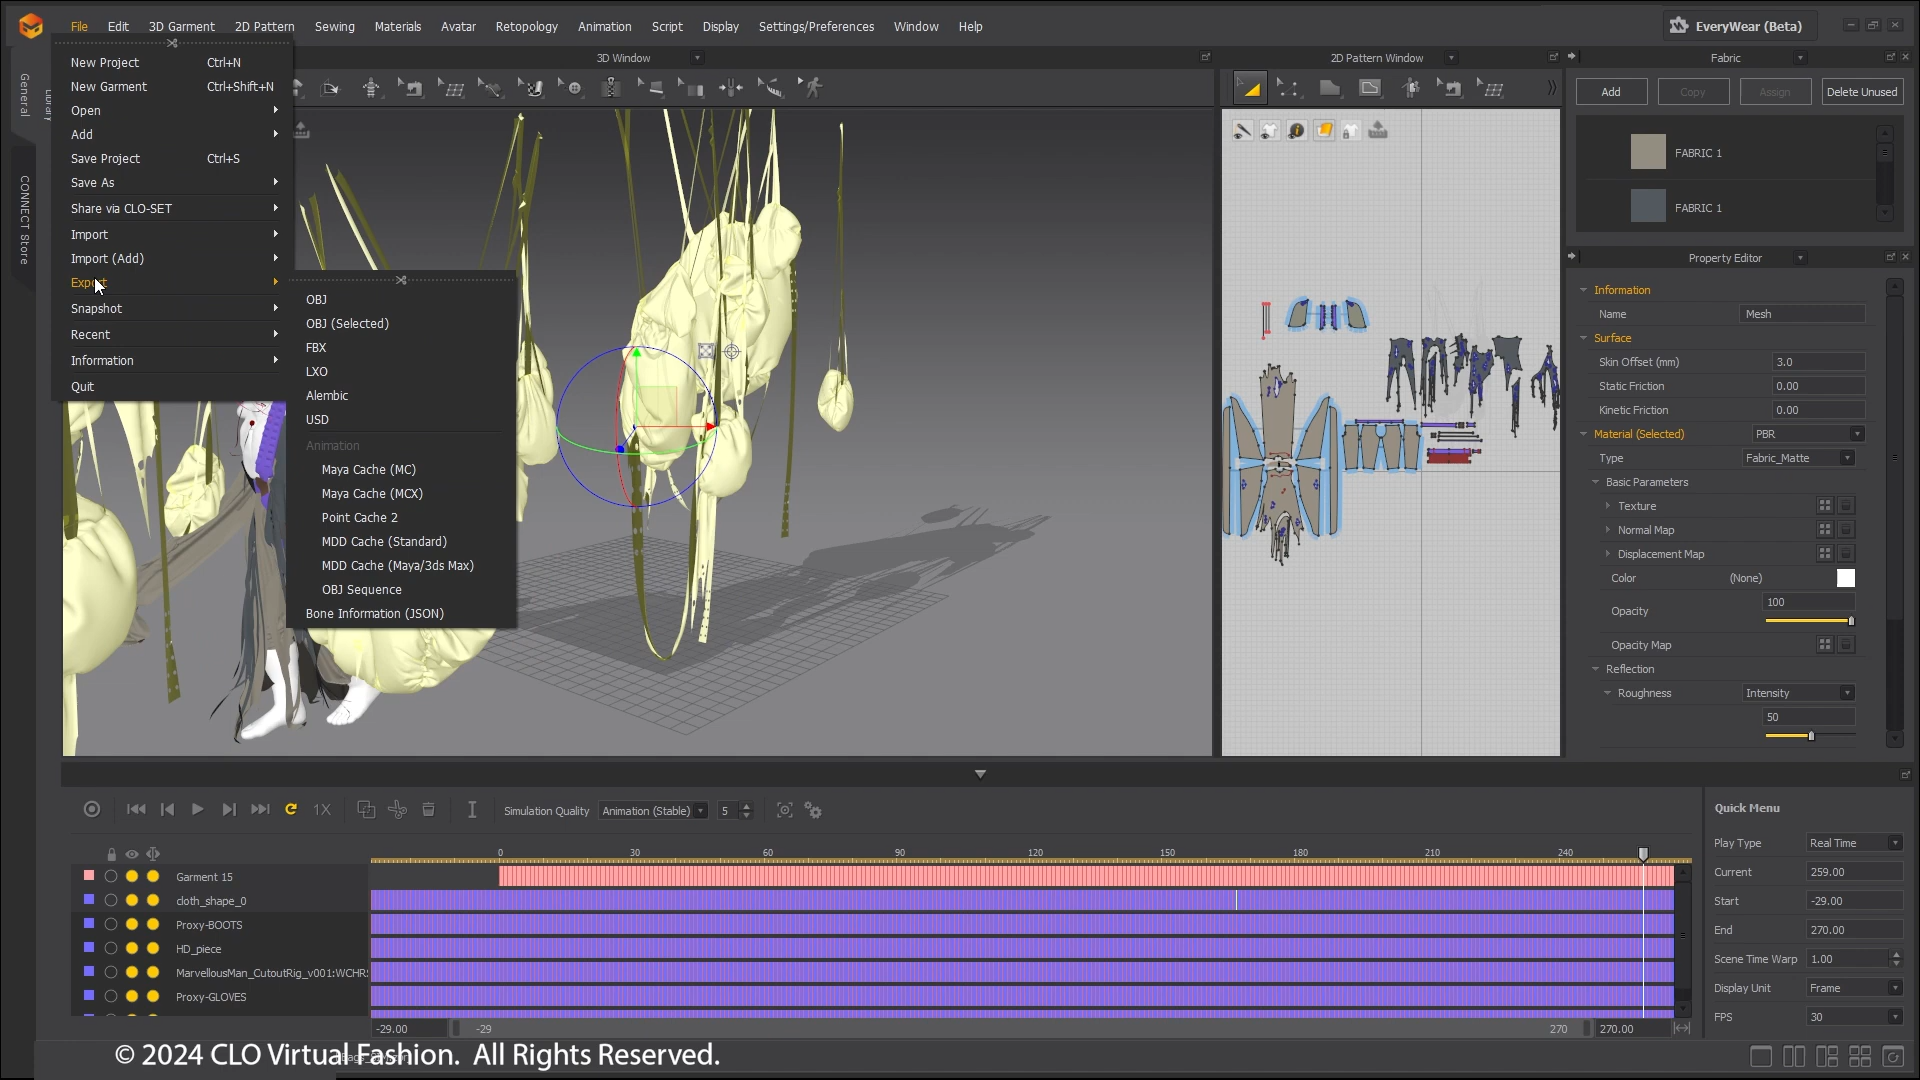 File Edit 3D Garment 2D Pattern Sewing Materials Avatar Retopology Animation Script Display Settings/Preferences Window Help
EveryWear (Beta)
General
Library
CONNECT Store
New Project Ctrl+N
New Garment Ctrl+Shift+N
Open
Add
Save Project Ctrl+S
Save As
Share via CLO-SET
Import
Import (Add)
Export
Snapshot
Recent
Information
Quit
OBJ
OBJ (Selected)
FBX
LXO
Alembic
USD
Animation
Maya Cache (MC)
Maya Cache (MCX)
Point Cache 2
MDD Cache (Standard)
MDD Cache (Maya/3ds Max)
OBJ Sequence
Bone Information (JSON)
3D Window
2D Pattern Window
Fabric
Add Copy Assign Delete Unused
FABRIC 1
FABRIC 1
Property Editor
Information
Name Mesh
Surface
Skin Offset (mm) 3.0
Static Friction 0.00
Kinetic Friction 0.00
Material (Selected) PBR
Type Fabric_Matte
Basic Parameters
Texture
Normal Map
Displacement Map
Color (None)
Opacity 100
Opacity Map
Reflection
Roughness Intensity
50
1X Simulation Quality Animation (Stable) 5
0 30 60 90 120 150 180 210 240
Garment 15
cloth_shape_0
Proxy-BOOTS
HD_piece
MarvellousMan_CutoutRig_v001:WCHR
Proxy-GLOVES
-29.00 -29 270 270.00
Quick Menu
Play Type Real Time
Current 259.00
Start -29.00
End 270.00
Scene Time Warp 1.00
Display Unit Frame
FPS 30
© 2024 CLO Virtual Fashion. All Rights Reserved.